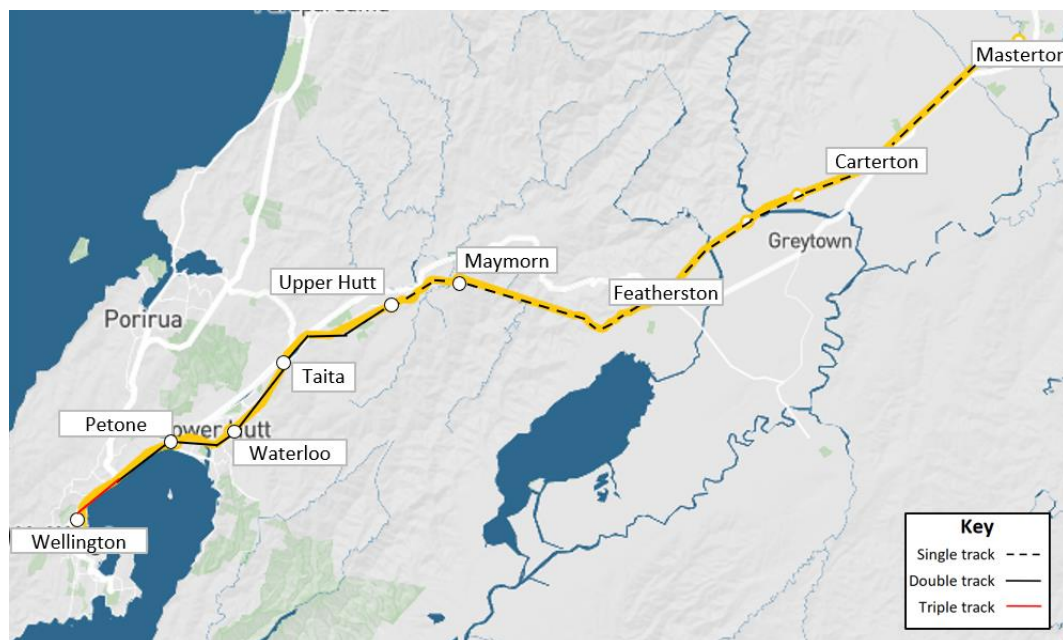 Masterton
Carterton
Greytown
Maymorn
Upper Hutt
Featherston
Porirua
Taita
Petone
ower Hutt
Waterloo
Wellington
Key
Single track
Double track
Triple track